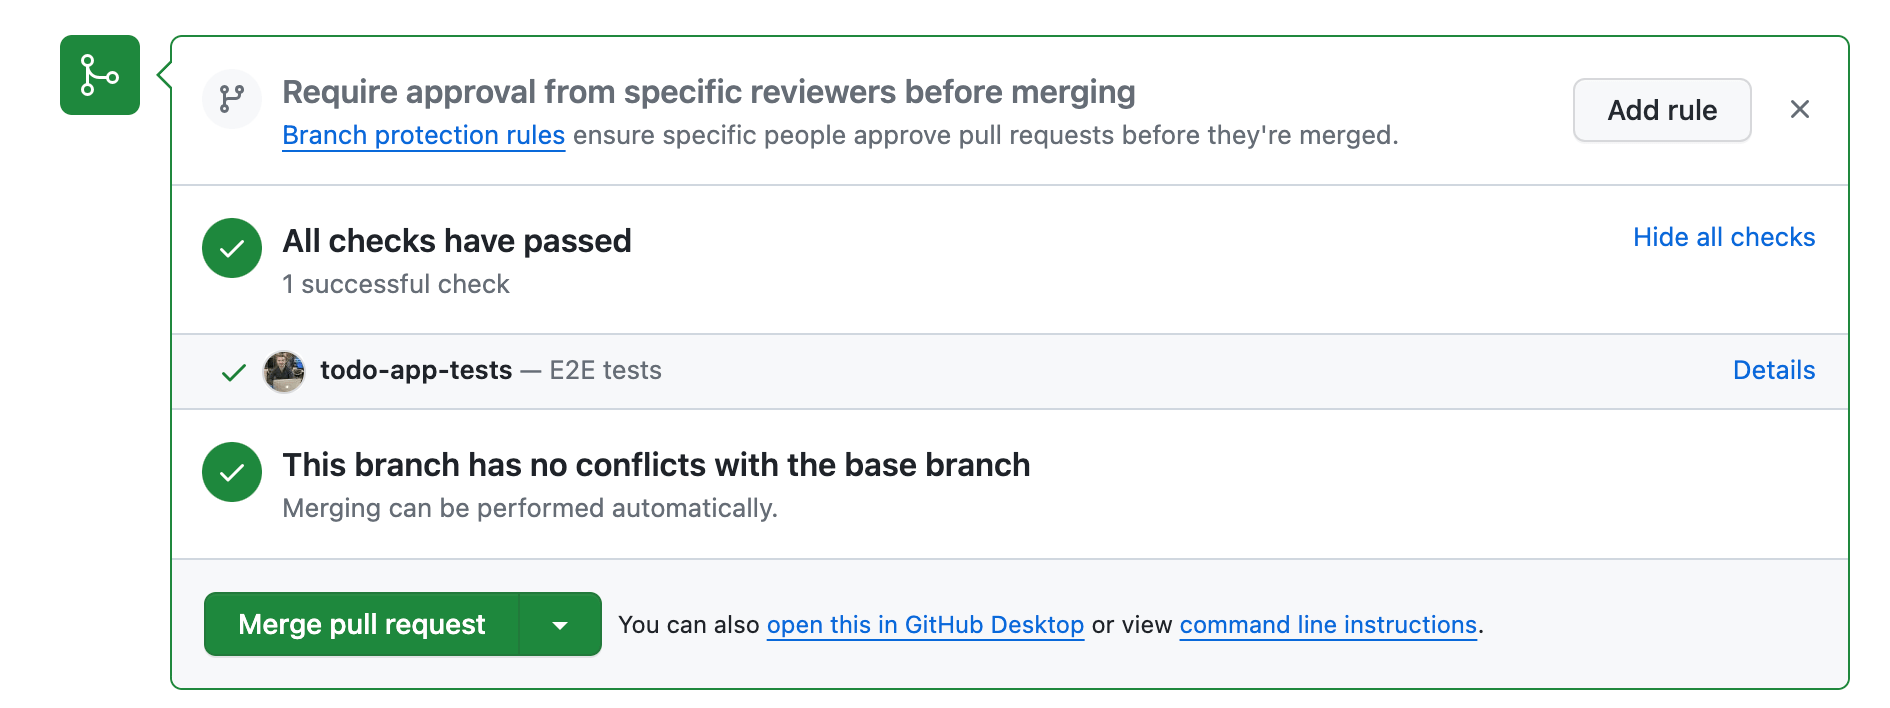 Require approval from specific reviewers before merging
Add rule
Branch protection rules ensure specific people approve pull requests before they're merged.
All checks have passed
Hide all checks
1 successful check
todo-app-tests — E2E tests
Details
This branch has no conflicts with the base branch
Merging can be performed automatically.
Merge pull request
You can also open this in GitHub Desktop or view command line instructions.